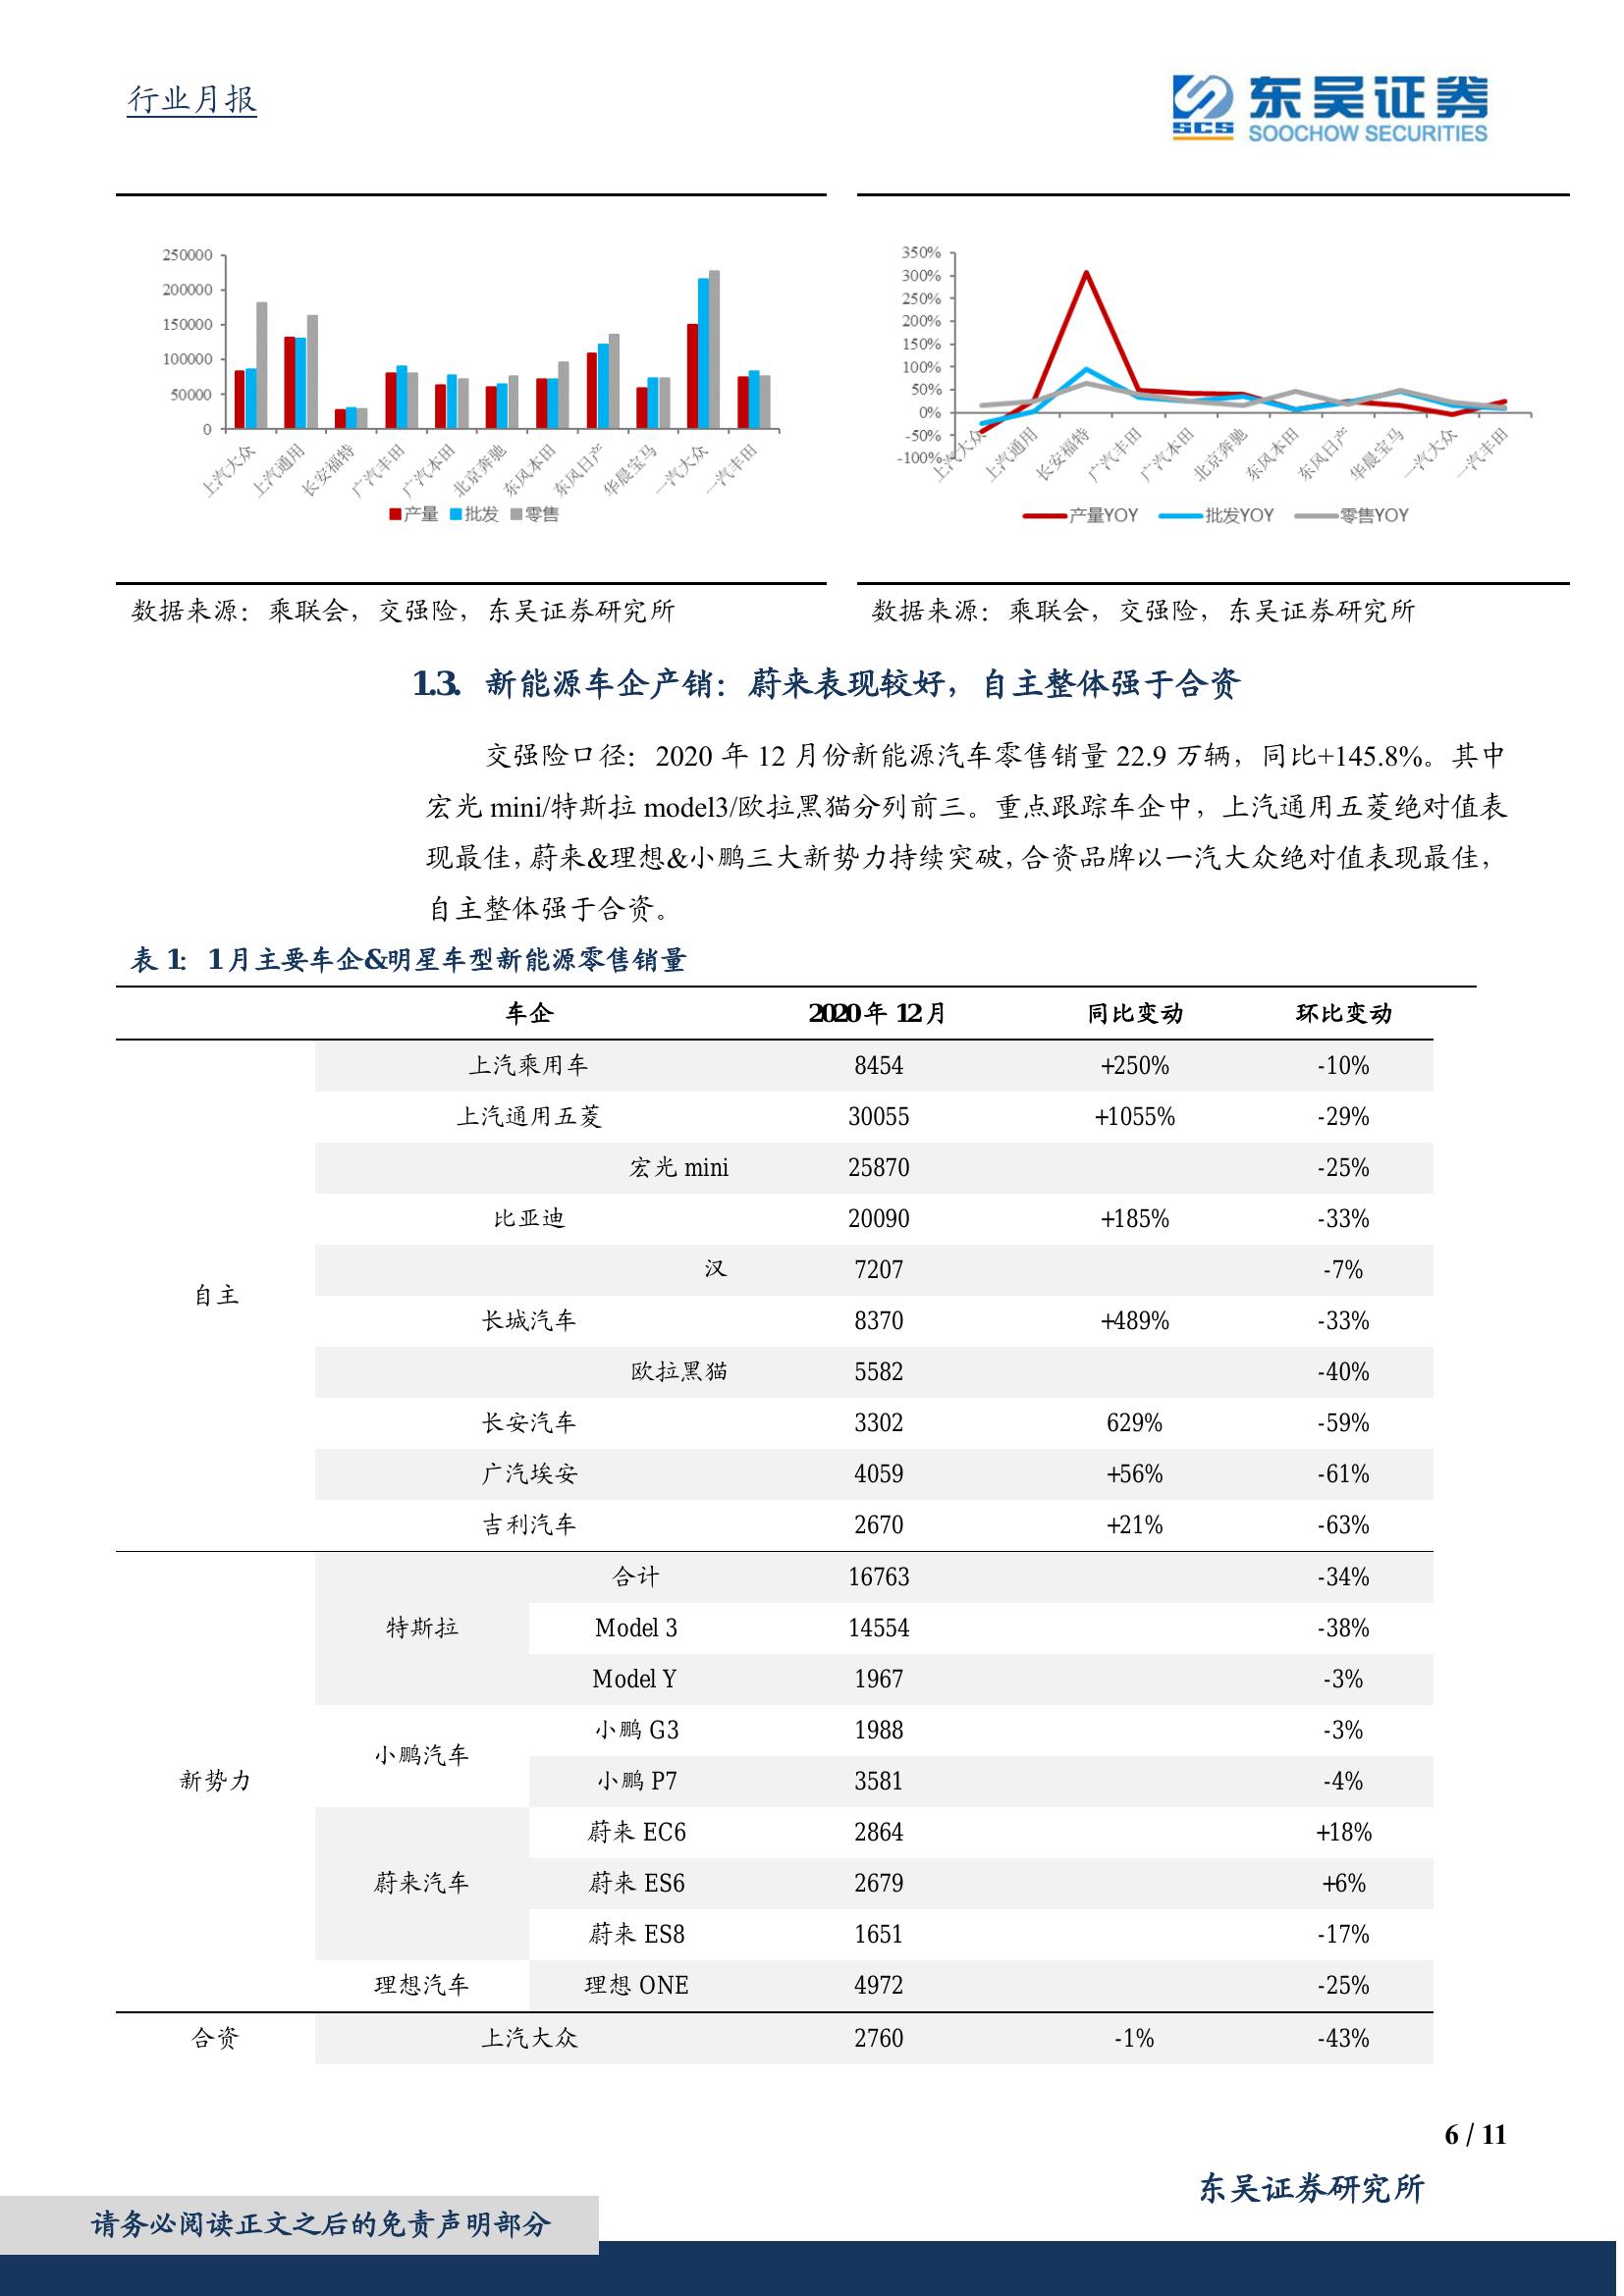 行业月报
SCS 东吴证券
SOOCHOW SECURITIES
250000
200000
150000
100000
50000
0
上汽大众 上汽通用 长安福特 广汽丰田 广汽本田 北京奔驰 东风本田 东风日产 华晨宝马 一汽大众 一汽丰田
产量 批发 零售
350%
300%
250%
200%
150%
100%
50%
0%
-50%
-100%
上汽大众 上汽通用 长安福特 广汽丰田 广汽本田 北京奔驰 东风本田 东风日产 华晨宝马 一汽大众 一汽丰田
产量YOY 批发YOY 零售YOY
数据来源：乘联会，交强险，东吴证券研究所
数据来源：乘联会，交强险，东吴证券研究所
1.3. 新能源车企产销：蔚来表现较好，自主整体强于合资
交强险口径：2020 年 12 月份新能源汽车零售销量 22.9 万辆，同比+145.8%。其中
宏光 mini/特斯拉 model3/欧拉黑猫分列前三。重点跟踪车企中，上汽通用五菱绝对值表
现最佳，蔚来&理想&小鹏三大新势力持续突破，合资品牌以一汽大众绝对值表现最佳，
自主整体强于合资。
表 1： 1 月主要车企&明星车型新能源零售销量
车企 2020 年 12 月 同比变动 环比变动
自主
上汽乘用车 8454 +250% -10%
上汽通用五菱 30055 +1055% -29%
宏光 mini 25870 -25%
比亚迪 20090 +185% -33%
汉 7207 -7%
长城汽车 8370 +489% -33%
欧拉黑猫 5582 -40%
长安汽车 3302 629% -59%
广汽埃安 4059 +56% -61%
吉利汽车 2670 +21% -63%
新势力
特斯拉
合计 16763 -34%
Model 3 14554 -38%
Model Y 1967 -3%
小鹏汽车
小鹏 G3 1988 -3%
小鹏 P7 3581 -4%
蔚来汽车
蔚来 EC6 2864 +18%
蔚来 ES6 2679 +6%
蔚来 ES8 1651 -17%
理想汽车 理想 ONE 4972 -25%
合资 上汽大众 2760 -1% -43%
6 / 11
东吴证券研究所
请务必阅读正文之后的免责声明部分